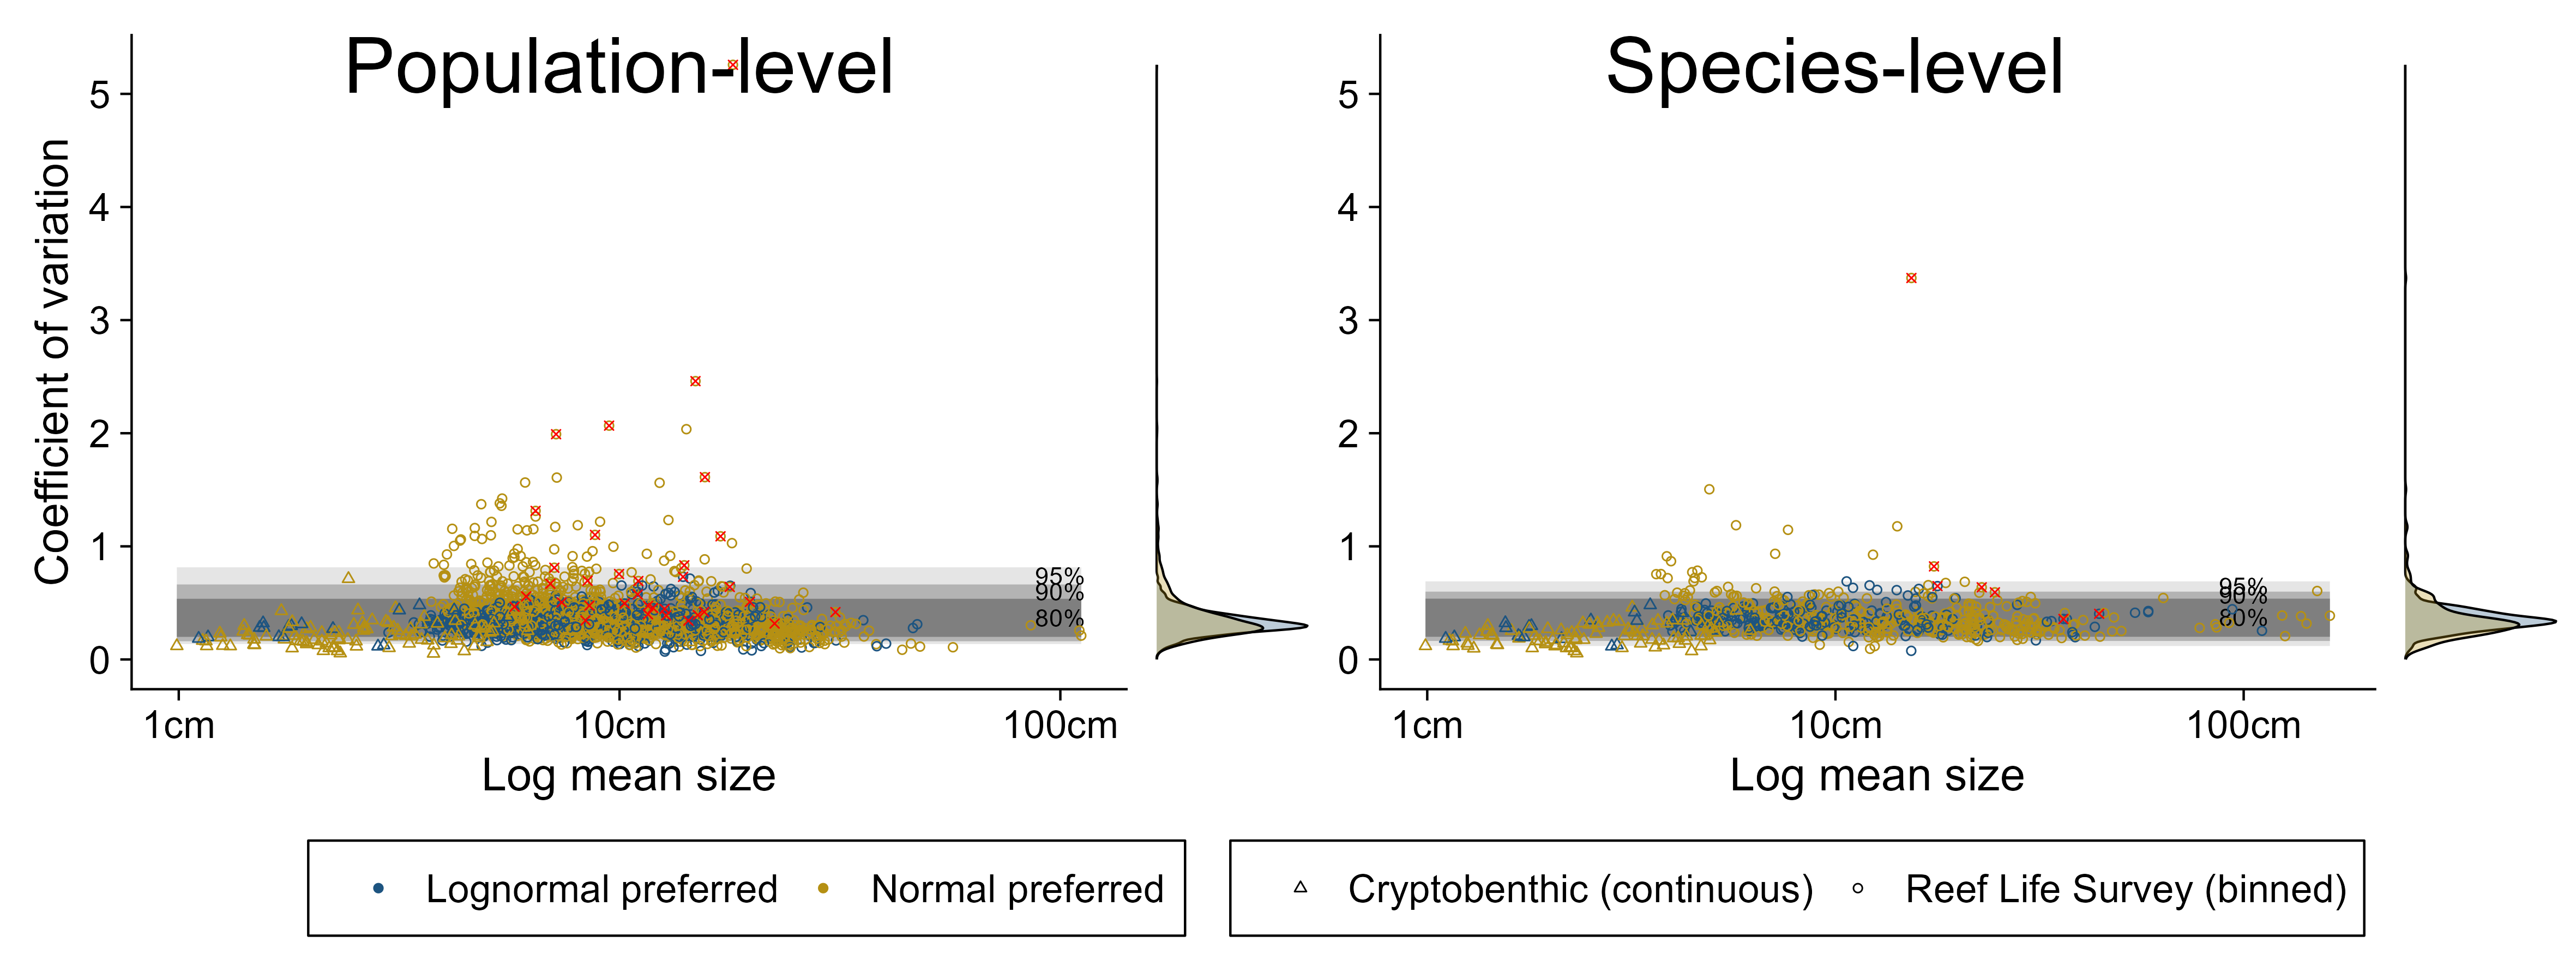 Population-level
Coefficient of variation
5
4
3
2
1
0
95%
90%
80%
1cm 10cm 100cm
Log mean size
Species-level
5
4
3
2
1
0
95%
90%
80%
1cm 10cm 100cm
Log mean size
Lognormal preferred Normal preferred
Cryptobenthic (continuous) Reef Life Survey (binned)